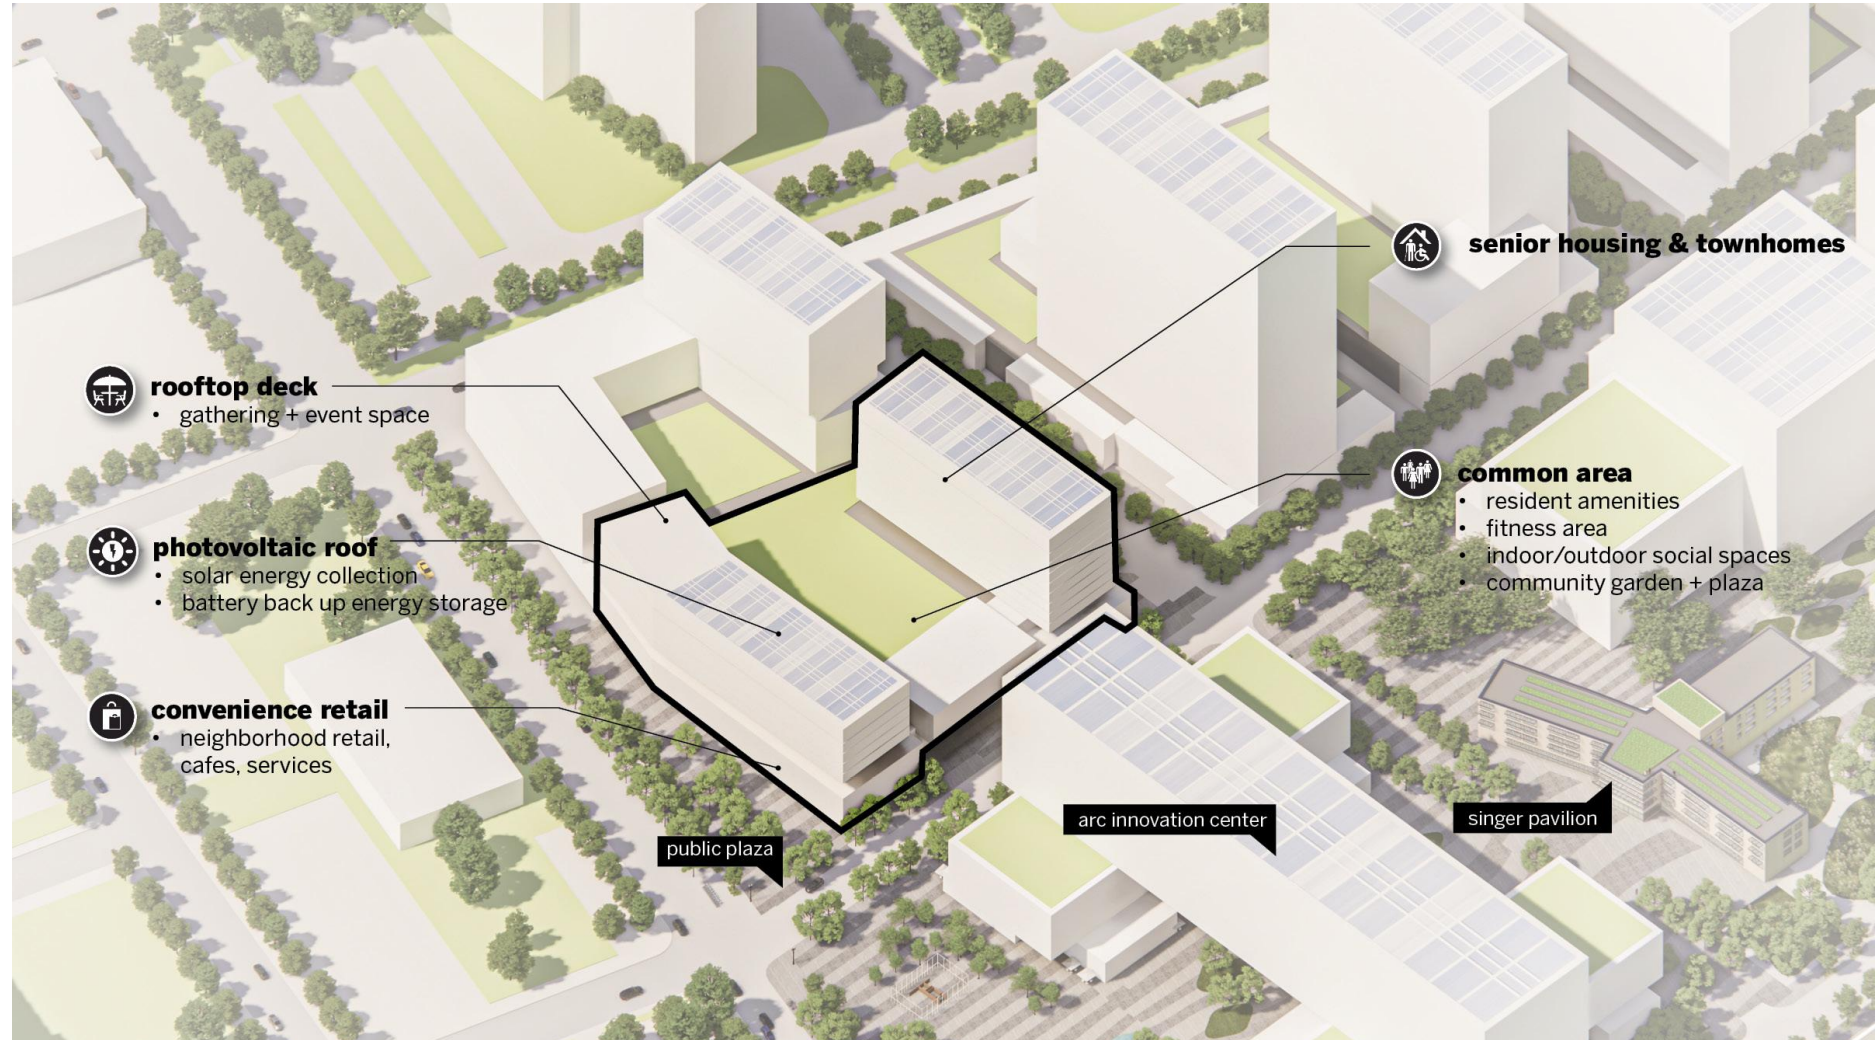 senior housing & townhomes
rooftop deck
• gathering + event space
common area
• resident amenities
• fitness area
• indoor/outdoor social spaces
• community garden + plaza
photovoltaic roof
• solar energy collection
• battery back up energy storage
convenience retail
• neighborhood retail,
cafes, services
public plaza
arc innovation center
singer pavilion